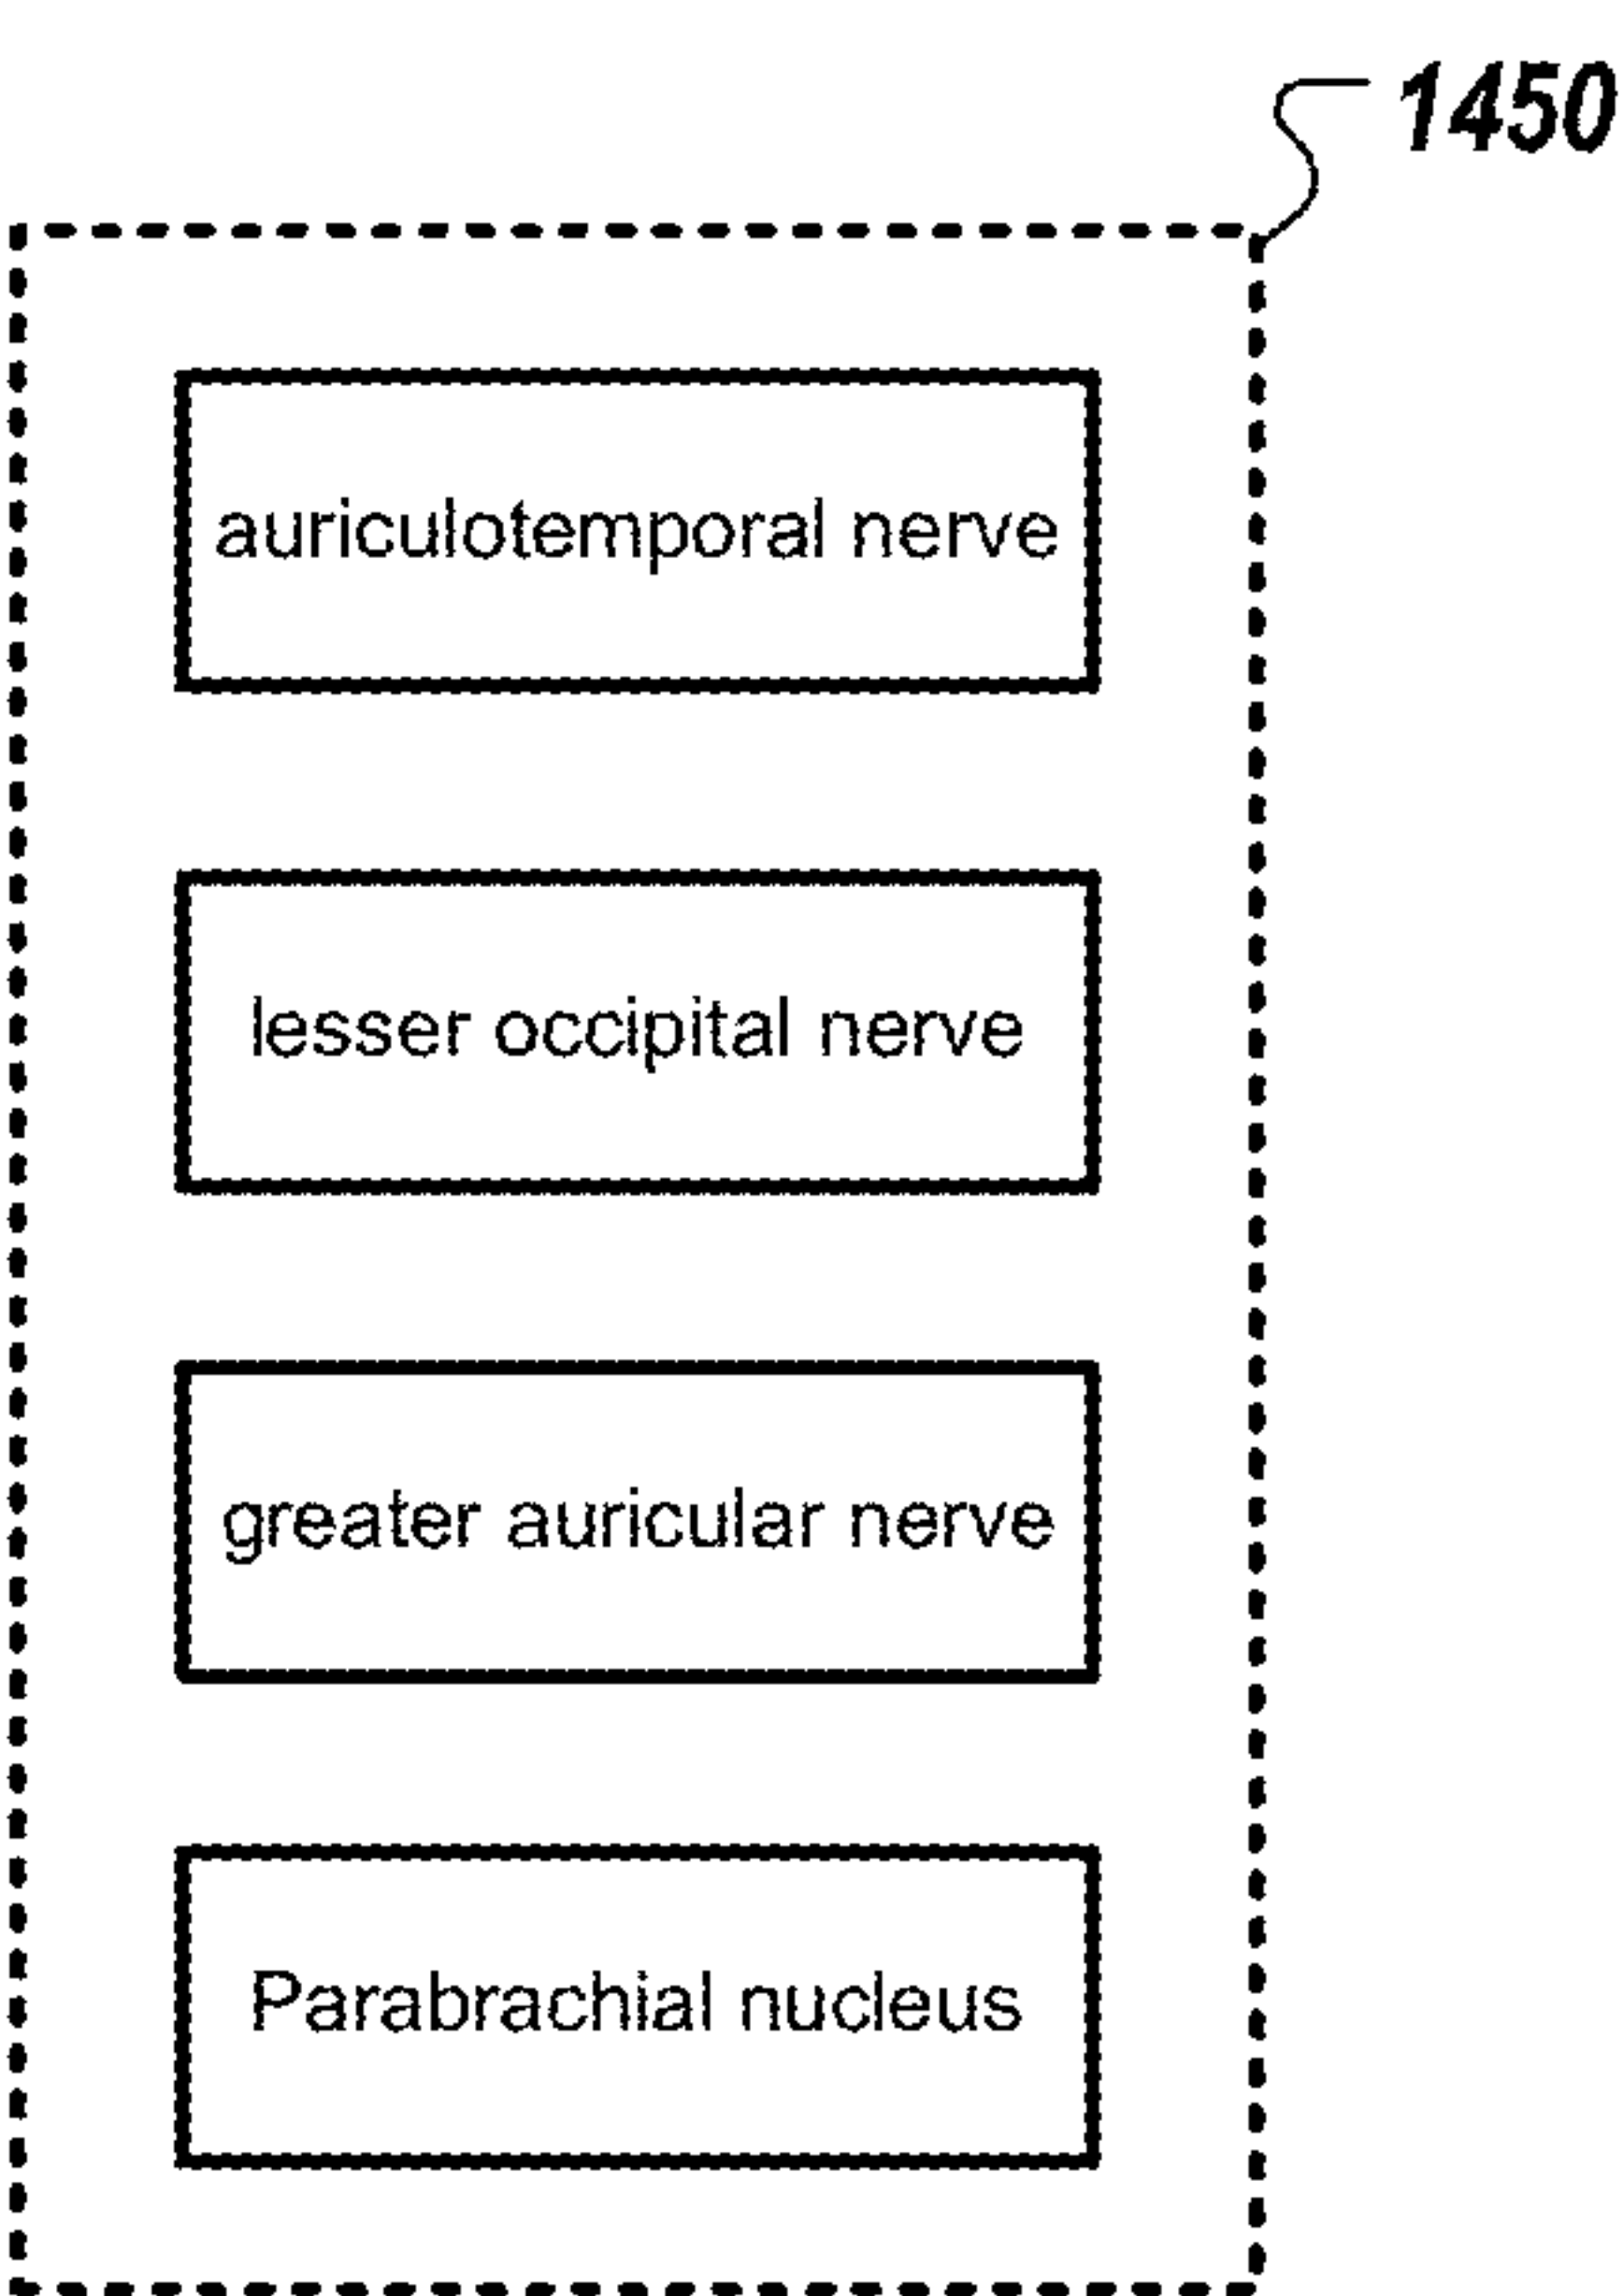 1450
auriculotemporal nerve
lesser occipital nerve
greater auricular nerve
Parabrachial nucleus